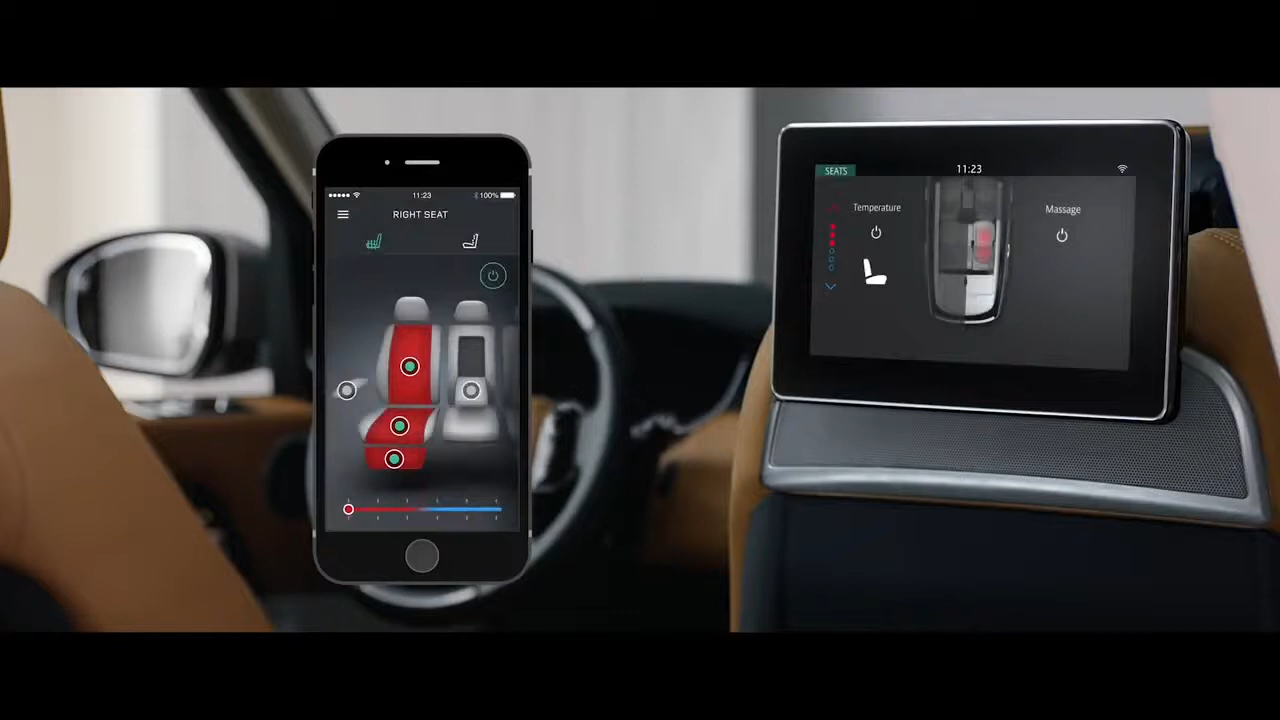 11:23
100%
RIGHT SEAT
SEATS
11:23
Temperature
Massage